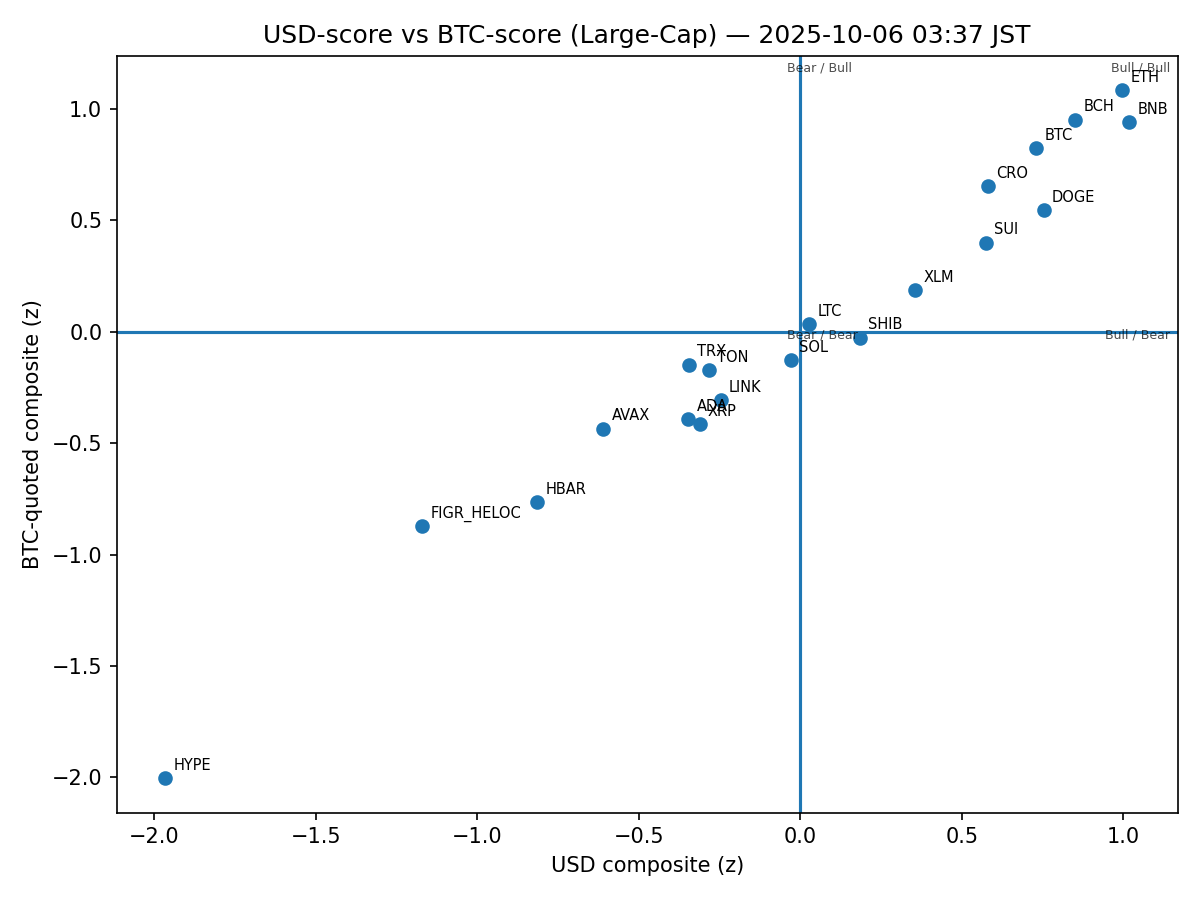 USD-score vs BTC-score (Large-Cap) — 2025-10-06 03:37 JST
Bear / Bull
Bull / Bull
ETH
BCH
BNB
BTC
CRO
DOGE
SUI
XLM
LTC
SHIB
Bear / Bear
Bull / Bear
SOL
TRX
TON
LINK
ADA
XRP
AVAX
HBAR
FIGR_HELOC
HYPE
1.0
0.5
0.0
−0.5
−1.0
−1.5
−2.0
BTC-quoted composite (z)
−2.0
−1.5
−1.0
−0.5
0.0
0.5
1.0
USD composite (z)